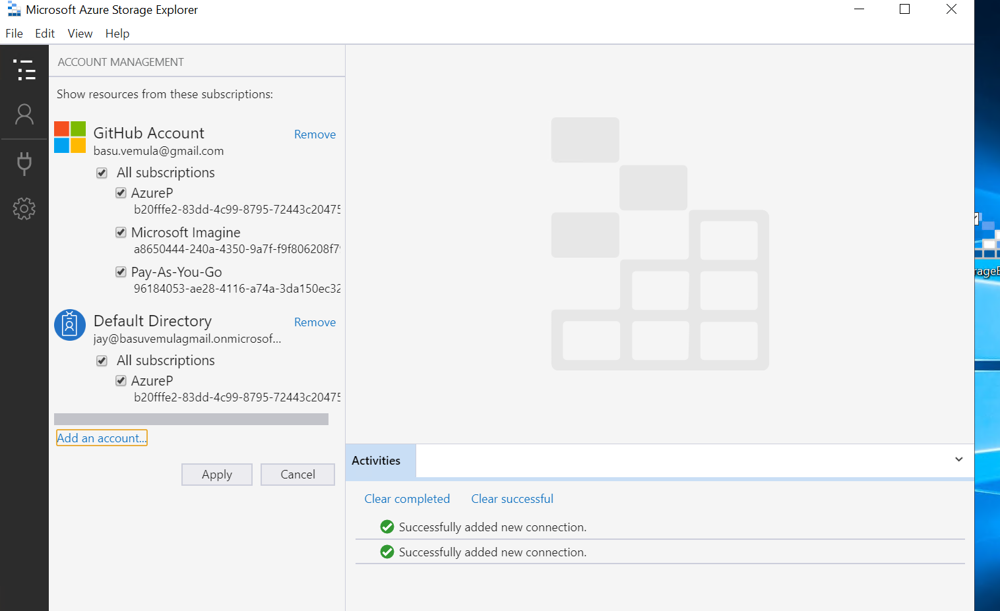 Microsoft Azure Storage Explorer
File Edit View Help
ACCOUNT MANAGEMENT
Show resources from these subscriptions:
GitHub Account Remove
basu.vemula@gmail.com
All subscriptions
AzureP
b20fffe2-83dd-4c99-8795-72443c20475
Microsoft Imagine
a8650444-240a-4350-9a7f-f9f806208f7
Pay-As-You-Go
96184053-ae28-4116-a74a-3da150ec32
Default Directory Remove
jay@basuvemulagmail.onmicrosof...
All subscriptions
AzureP
b20fffe2-83dd-4c99-8795-72443c20475
Add an account...
Apply Cancel
Activities
Clear completed Clear successful
Successfully added new connection.
Successfully added new connection.